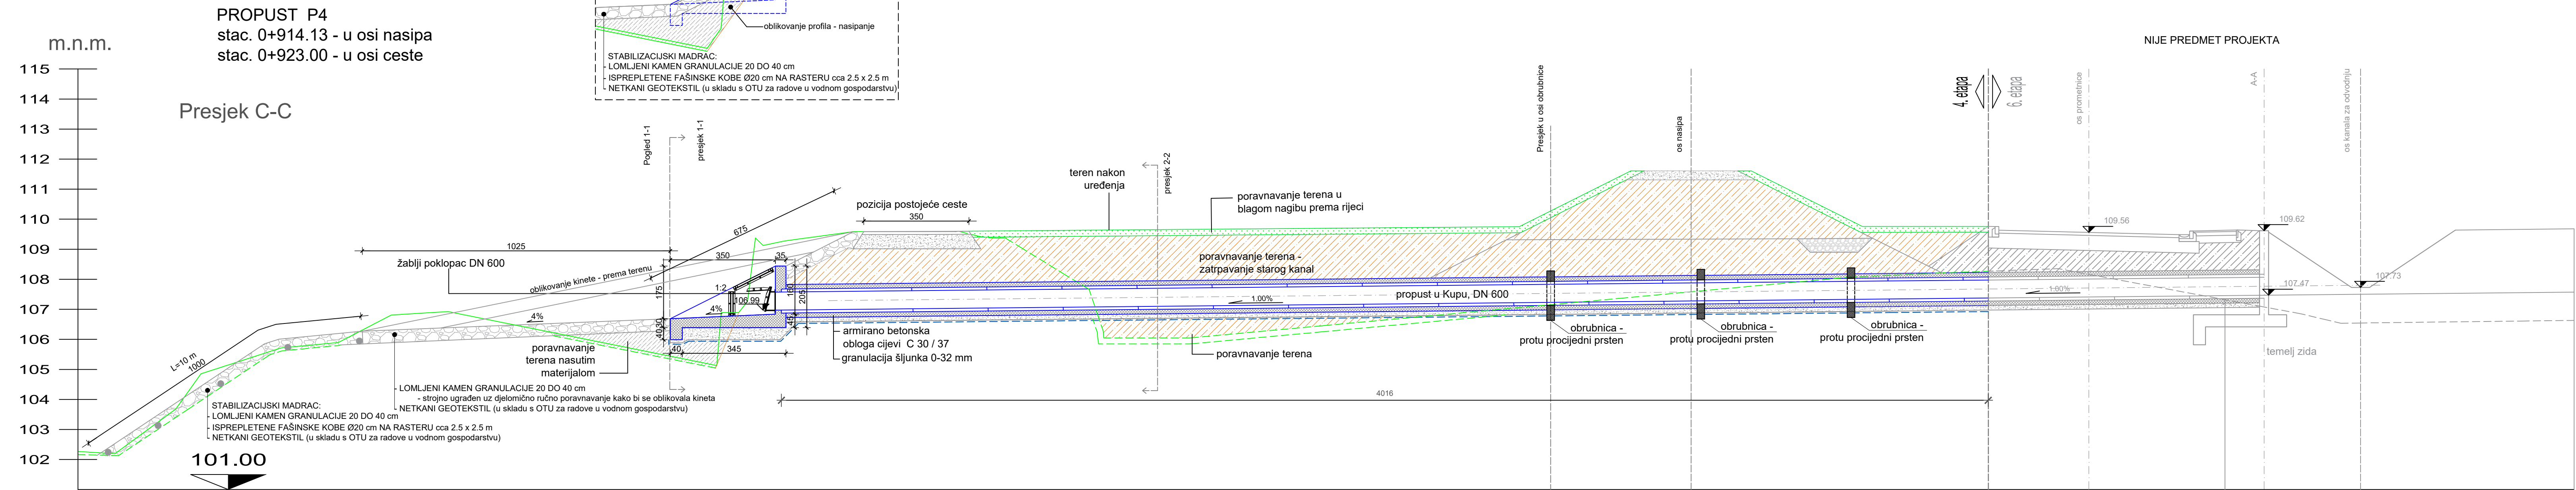 PROPUST P4
stac. 0+914.13 - u osi nasipa
stac. 0+923.00 - u osi ceste
m.n.m.
Presjek C-C
115
114
113
112
111
110
109
108
107
106
105
104
103
102
101.00
oblikovanje profila - nasipanje
STABILIZACIJSKI MADRAC:
- LOMLJENI KAMEN GRANULACIJE 20 DO 40 cm
- ISPREPLETENE FAŠINSKE KOBE Ø20 cm NA RASTERU cca 2.5 x 2.5 m
- NETKANI GEOTEKSTIL (u skladu s OTU za radove u vodnom gospodarstvu)
NIJE PREDMET PROJEKTA
Pogled 1-1
presjek 1-1
presjek 2-2
Presjek u osi obrubnice
os nasipa
4. etapa
6. etapa
os prometnice
A-A
os kanala za odvodnju
teren nakon
uređenja
poravnavanje terena u
blagom nagibu prema rijeci
pozicija postojeće ceste
350
675
1025
350
35
žablji poklopac DN 600
oblikovanje kinete - prema terenu
175
1:2
106.99
160
205
45
4%
4%
40
30
40
345
L=10 m
1000
poravnavanje terena -
zatrpavanje starog kanal
propust u Kupu, DN 600
1.00%
1.00%
109.56
109.62
107.73
107.47
armirano betonska
obloga cijevi C 30 / 37
granulacija šljunka 0-32 mm
poravnavanje
terena nasutim
materijalom
poravnavanje terena
obrubnica -
protu procijedni prsten
obrubnica -
protu procijedni prsten
obrubnica -
protu procijedni prsten
temelj zida
4016
- LOMLJENI KAMEN GRANULACIJE 20 DO 40 cm
- strojno ugrađen uz djelomično ručno poravnavanje kako bi se oblikovala kineta
- NETKANI GEOTEKSTIL (u skladu s OTU za radove u vodnom gospodarstvu)
STABILIZACIJSKI MADRAC:
- LOMLJENI KAMEN GRANULACIJE 20 DO 40 cm
- ISPREPLETENE FAŠINSKE KOBE Ø20 cm NA RASTERU cca 2.5 x 2.5 m
- NETKANI GEOTEKSTIL (u skladu s OTU za radove u vodnom gospodarstvu)